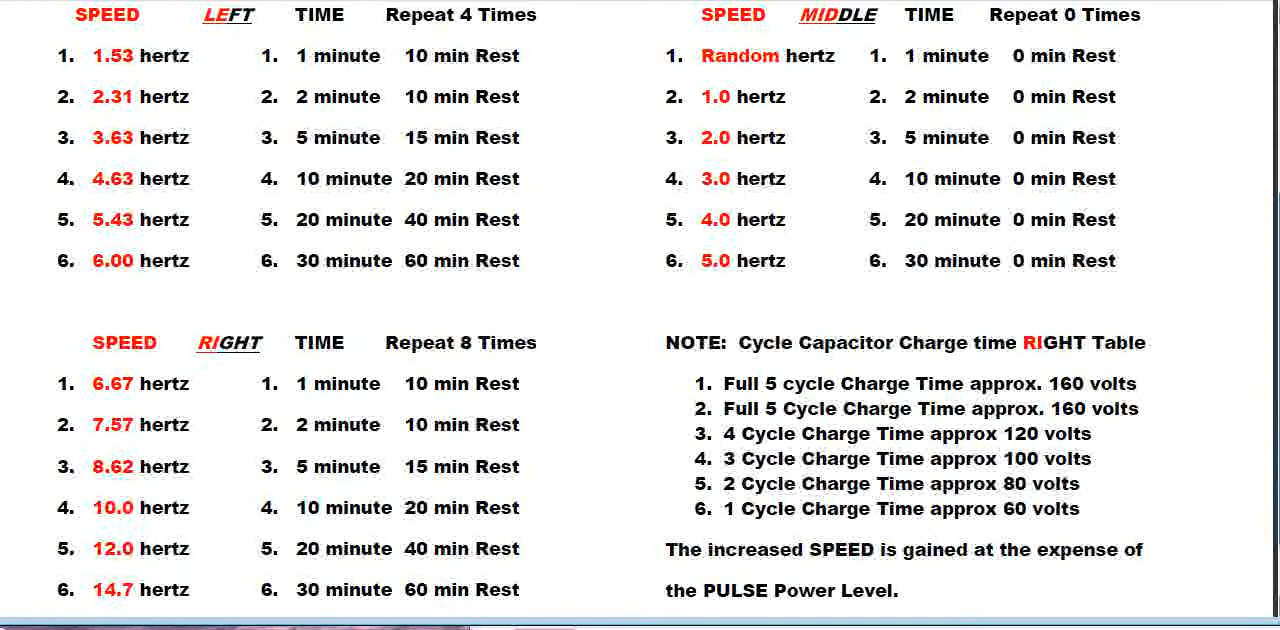 SPEED LEFT TIME Repeat 4 Times
1. 1.53 hertz 1. 1 minute 10 min Rest
2. 2.31 hertz 2. 2 minute 10 min Rest
3. 3.63 hertz 3. 5 minute 15 min Rest
4. 4.63 hertz 4. 10 minute 20 min Rest
5. 5.43 hertz 5. 20 minute 40 min Rest
6. 6.00 hertz 6. 30 minute 60 min Rest
SPEED MIDDLE TIME Repeat 0 Times
1. Random hertz 1. 1 minute 0 min Rest
2. 1.0 hertz 2. 2 minute 0 min Rest
3. 2.0 hertz 3. 5 minute 0 min Rest
4. 3.0 hertz 4. 10 minute 0 min Rest
5. 4.0 hertz 5. 20 minute 0 min Rest
6. 5.0 hertz 6. 30 minute 0 min Rest
SPEED RIGHT TIME Repeat 8 Times
1. 6.67 hertz 1. 1 minute 10 min Rest
2. 7.57 hertz 2. 2 minute 10 min Rest
3. 8.62 hertz 3. 5 minute 15 min Rest
4. 10.0 hertz 4. 10 minute 20 min Rest
5. 12.0 hertz 5. 20 minute 40 min Rest
6. 14.7 hertz 6. 30 minute 60 min Rest
NOTE: Cycle Capacitor Charge time RIGHT Table
1. Full 5 cycle Charge Time approx. 160 volts
2. Full 5 Cycle Charge Time approx. 160 volts
3. 4 Cycle Charge Time approx 120 volts
4. 3 Cycle Charge Time approx 100 volts
5. 2 Cycle Charge Time approx 80 volts
6. 1 Cycle Charge Time approx 60 volts
The increased SPEED is gained at the expense of
the PULSE Power Level.